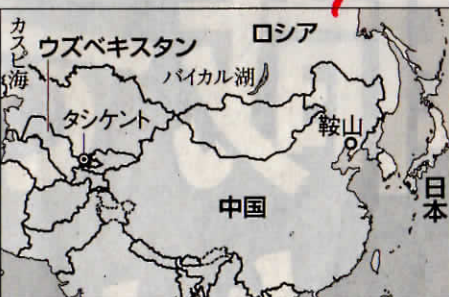 ロシア
カスピ海
ウズベキスタン
バイカル湖
タシケント
鞍山
中国
日本